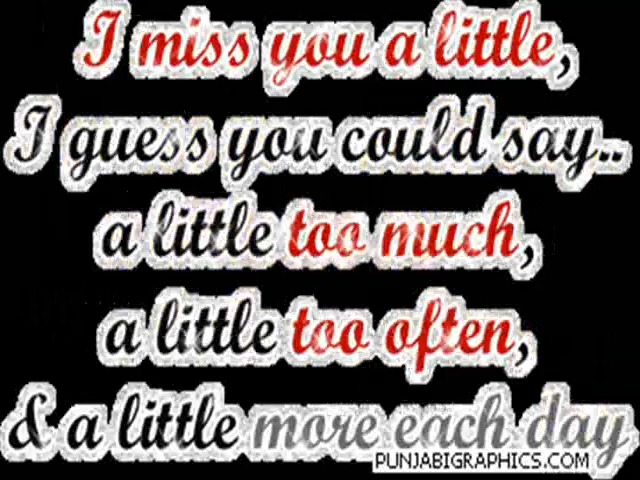 I miss you a little,
I guess you could say..
a little too much,
a little too often,
& a little more each day
PUNJABIGRAPHICS.COM